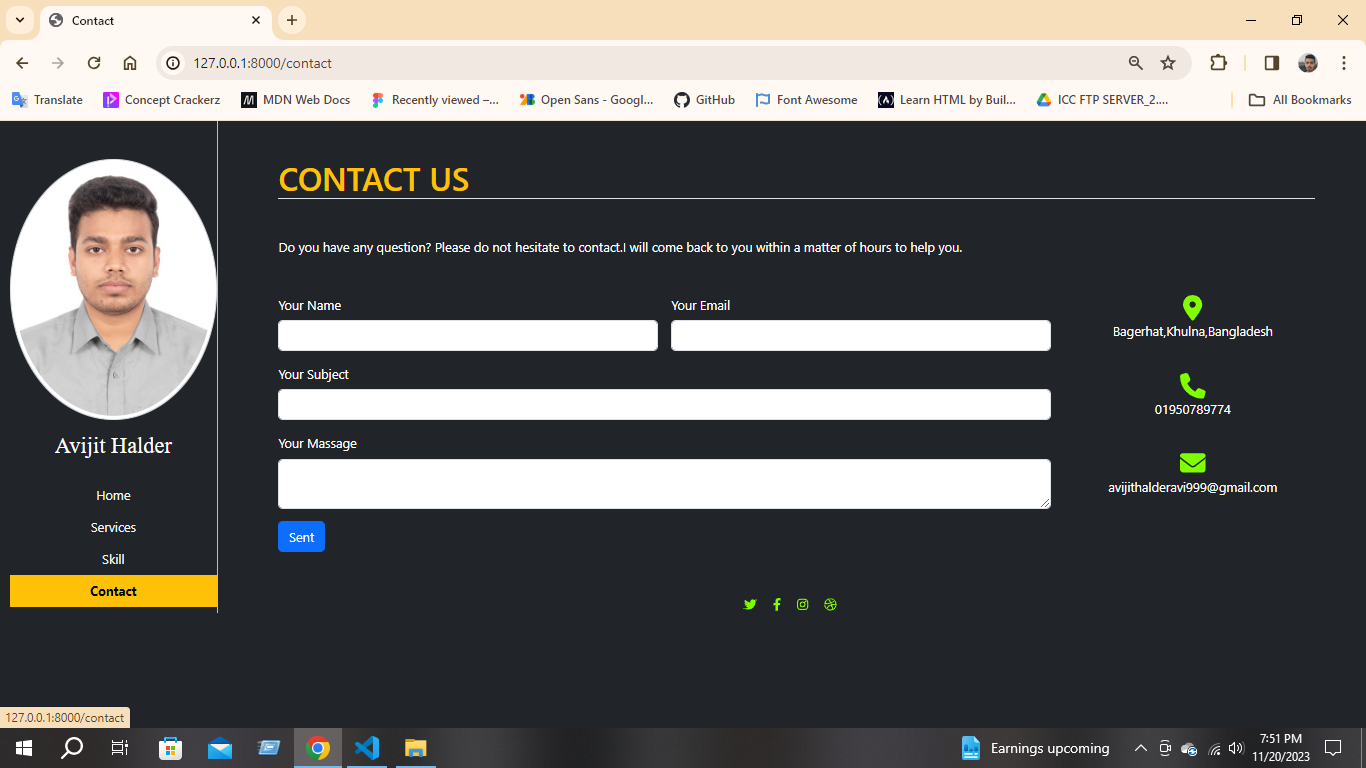 Contact
127.0.0.1:8000/contact
Translate
Concept Crackerz
MDN Web Docs
Recently viewed –...
Open Sans - Googl...
GitHub
Font Awesome
Learn HTML by Buil...
ICC FTP SERVER_2....
All Bookmarks
Avijit Halder
Home
Services
Skill
Contact
CONTACT US
Do you have any question? Please do not hesitate to contact.I will come back to you within a matter of hours to help you.
Your Name
Your Email
Your Subject
Your Massage
Sent
Bagerhat,Khulna,Bangladesh
01950789774
avijithalderavi999@gmail.com
127.0.0.1:8000/contact
Earnings upcoming
7:51 PM
11/20/2023